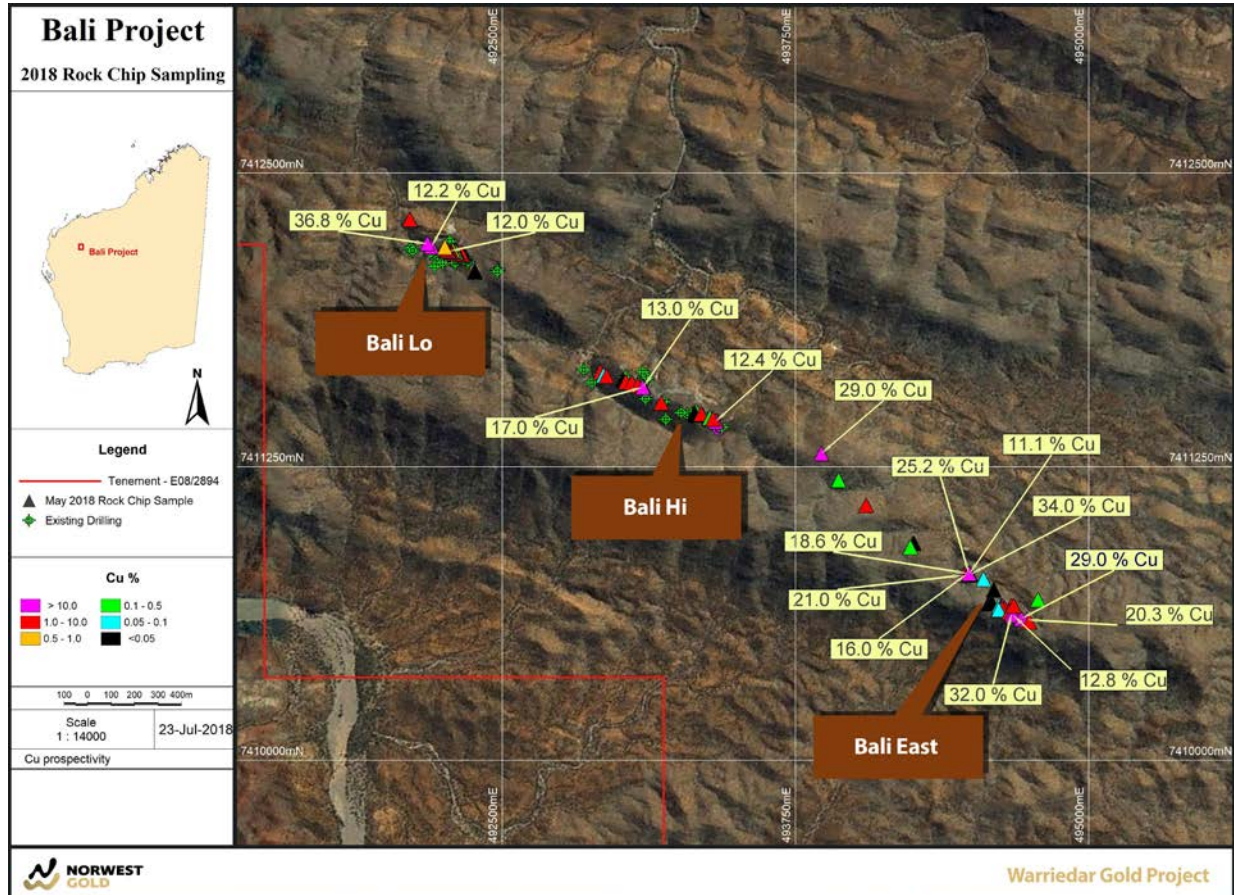 Bali Project
2018 Rock Chip Sampling
Bali Project
N
Legend
Tenement - E08/2894
May 2018 Rock Chip Sample
Existing Drilling
Cu %
> 10.0
0.1 - 0.5
1.0 - 10.0
0.05 - 0.1
0.5 - 1.0
<0.05
100 0 100 200 300 400m
Scale
1 : 14000
23-Jul-2018
Cu prospectivity
492500mE
493750mE
495000mE
7412500mN
7412500mN
12.2 % Cu
36.8 % Cu
12.0 % Cu
Bali Lo
13.0 % Cu
12.4 % Cu
17.0 % Cu
29.0 % Cu
7411250mN
7411250mN
11.1 % Cu
25.2 % Cu
Bali Hi
34.0 % Cu
18.6 % Cu
29.0 % Cu
21.0 % Cu
20.3 % Cu
16.0 % Cu
12.8 % Cu
32.0 % Cu
Bali East
7410000mN
7410000mN
492500mE
493750mE
495000mE
NORWEST
GOLD
Warriedar Gold Project